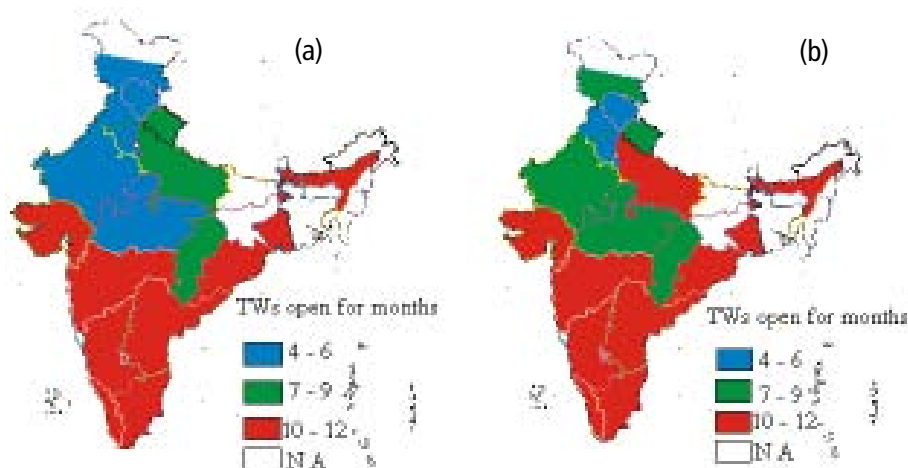 (a)
TWs open for months
4 - 6
7 - 9
10 - 12
N.A
(b)
TWs open for months
4 - 6
7 - 9
10 - 12
N.A